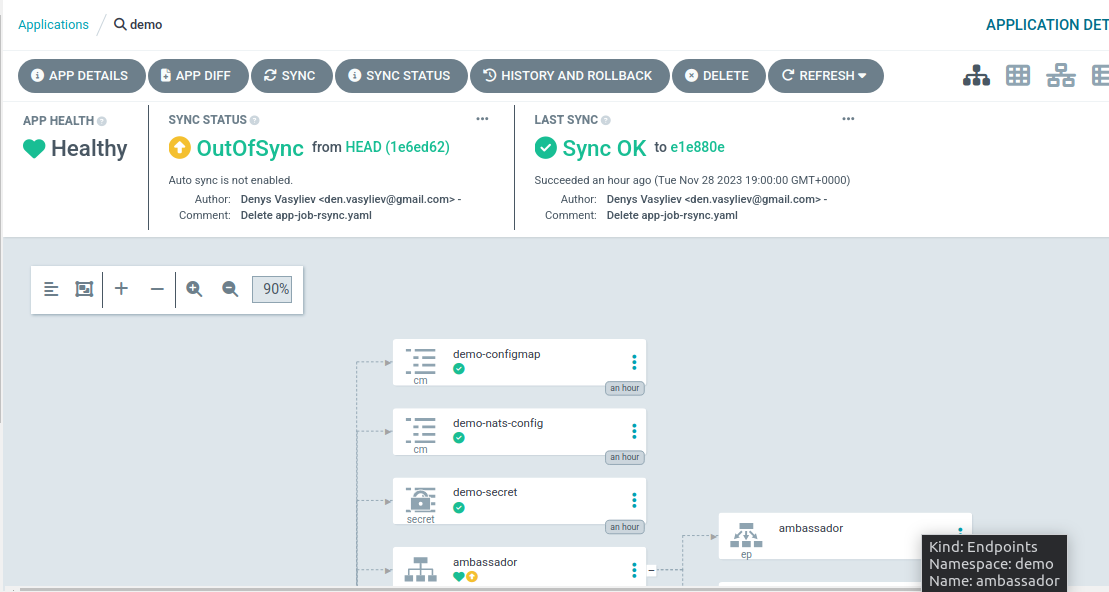 Applications / demo
APPLICATION DET
APP DETAILS APP DIFF SYNC SYNC STATUS HISTORY AND ROLLBACK DELETE REFRESH
APP HEALTH
Healthy
SYNC STATUS
OutOfSync from HEAD (1e6ed62)
Auto sync is not enabled.
Author: Denys Vasyliev <den.vasyliev@gmail.com> -
Comment: Delete app-job-rsync.yaml
LAST SYNC
Sync OK to e1e880e
Succeeded an hour ago (Tue Nov 28 2023 19:00:00 GMT+0000)
Author: Denys Vasyliev <den.vasyliev@gmail.com> -
Comment: Delete app-job-rsync.yaml
90%
demo-configmap
cm
an hour
demo-nats-config
cm
an hour
demo-secret
secret
an hour
ambassador
ambassador
ep
Kind: Endpoints
Namespace: demo
Name: ambassador